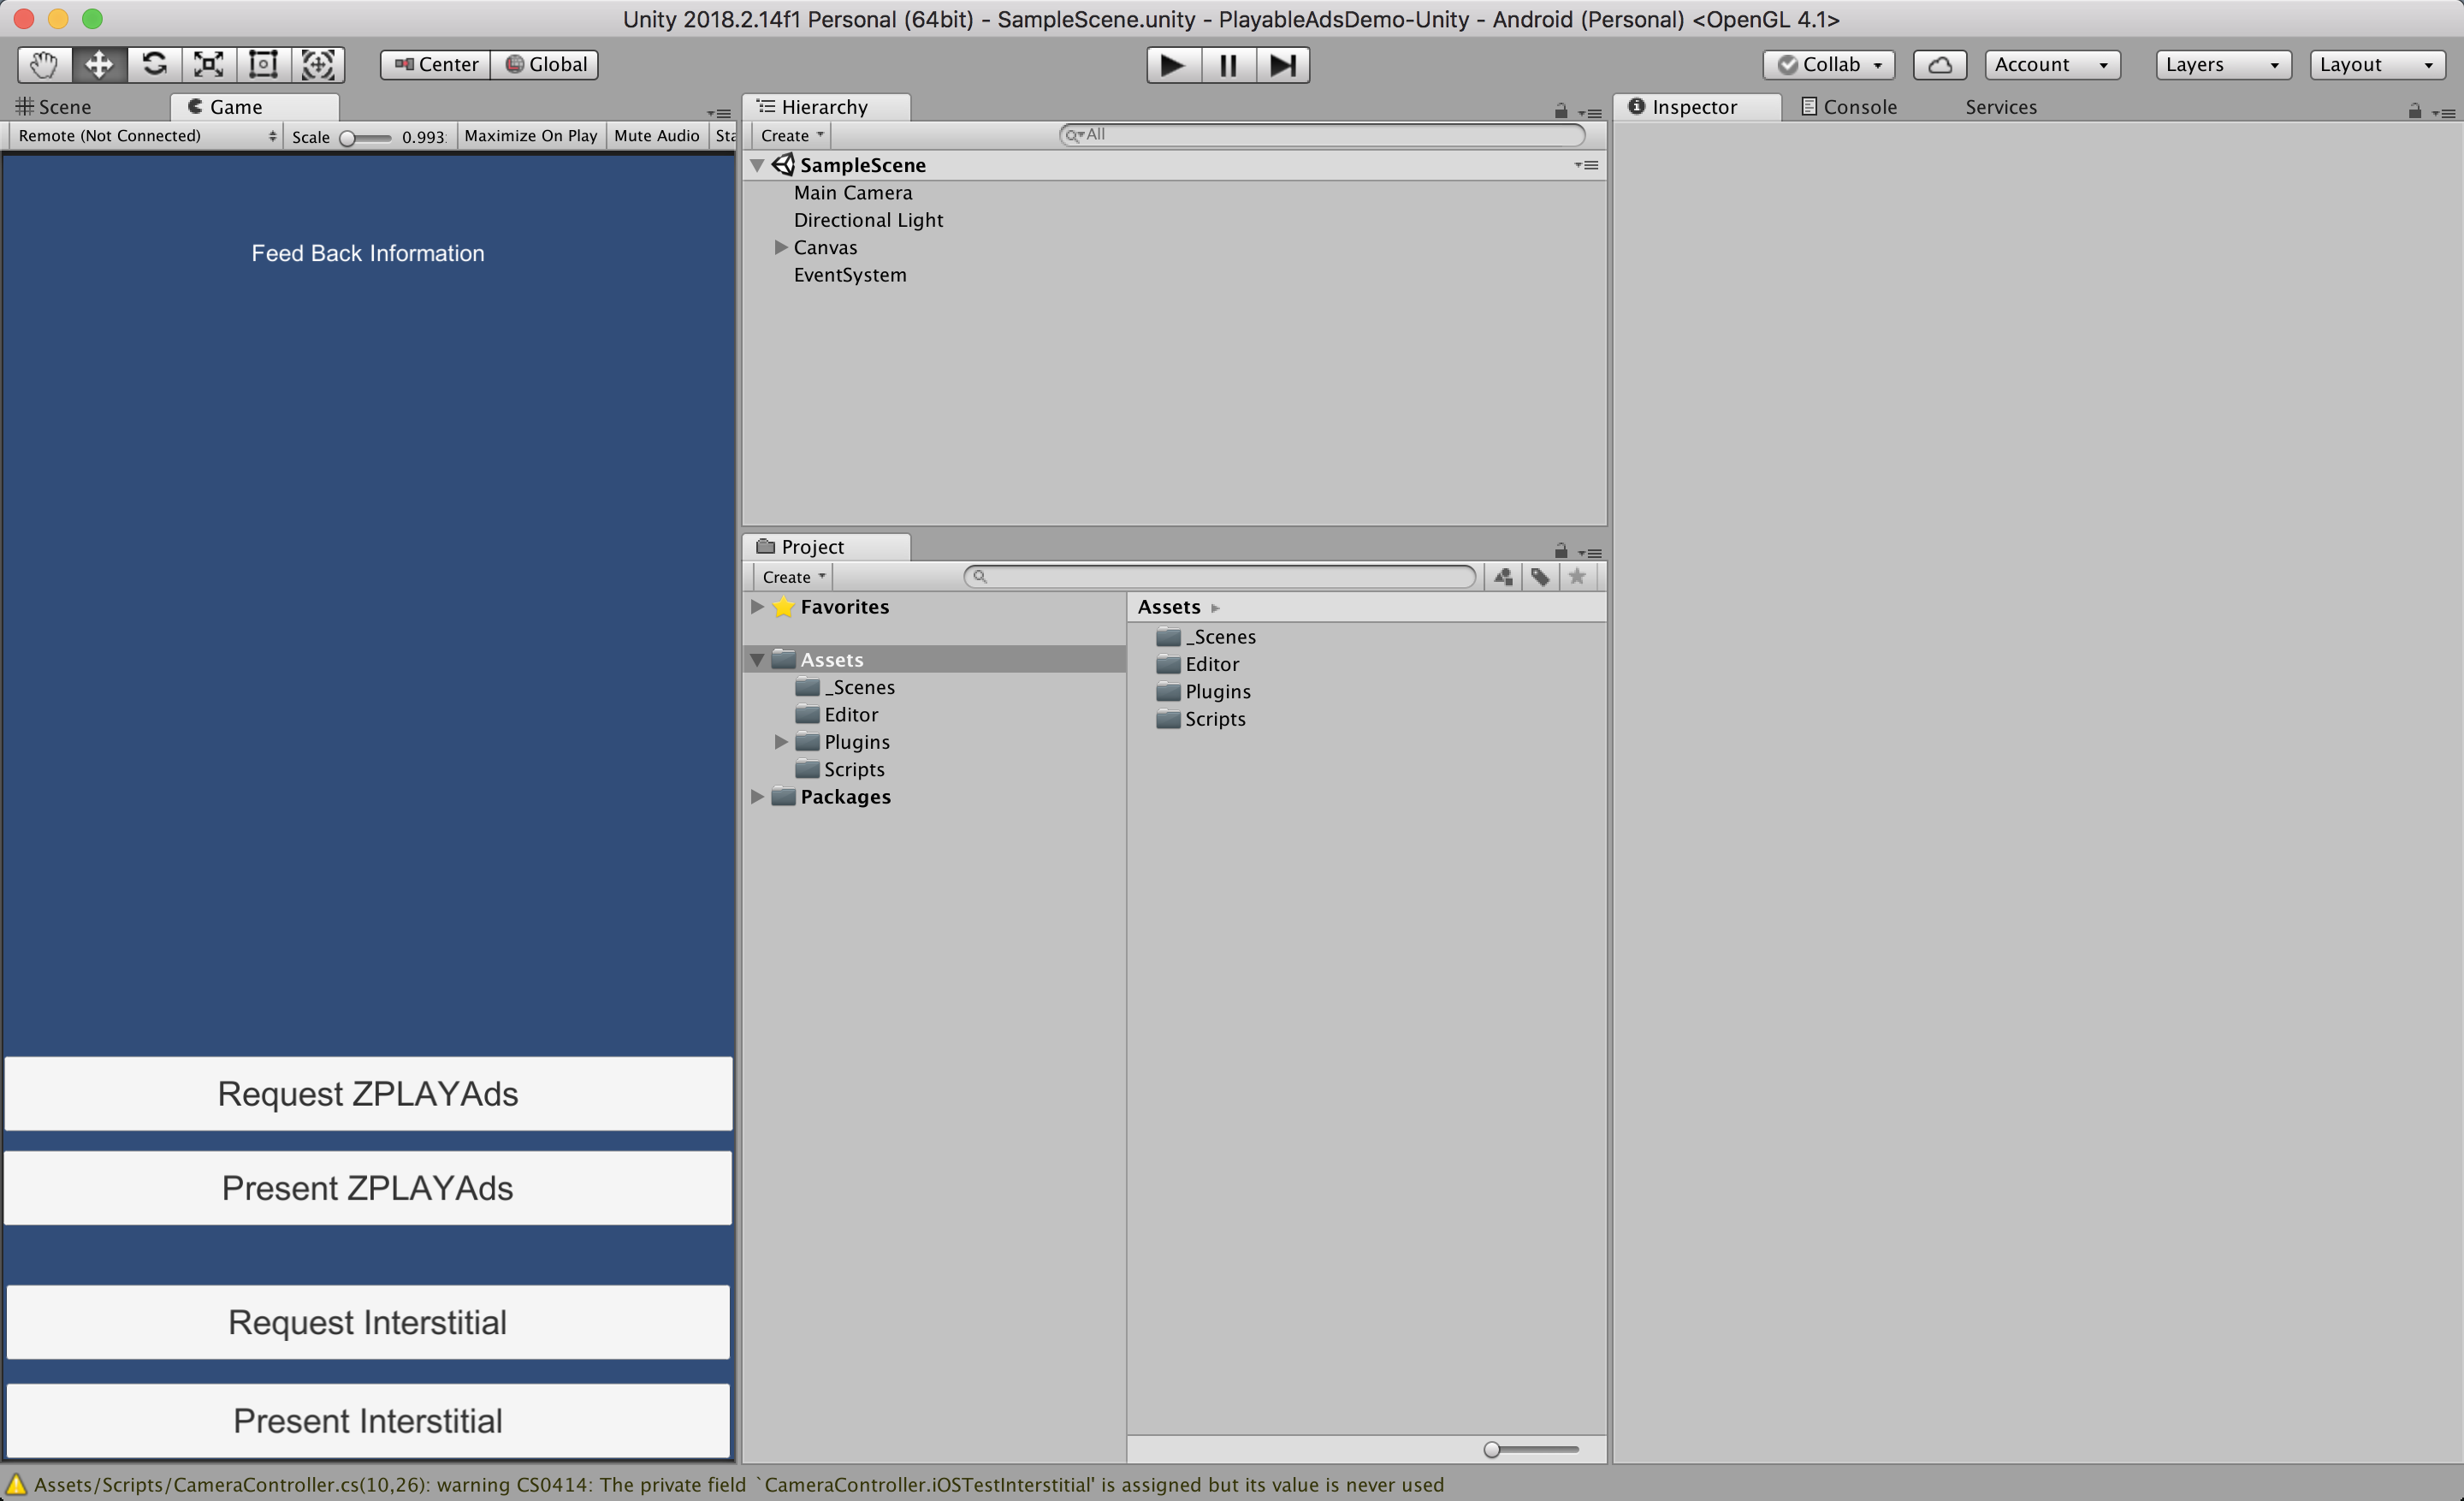 Unity 2018.2.14f1 Personal (64bit) - SampleScene.unity - PlayableAdsDemo-Unity - Android (Personal) <OpenGL 4.1>
Center Global Collab Account Layers Layout
Scene Game
Remote (Not Connected) Scale 0.993 Maximize On Play Mute Audio Sta
Feed Back Information
Request ZPLAYAds
Present ZPLAYAds
Request Interstitial
Present Interstitial
Hierarchy
Create All
SampleScene
Main Camera
Directional Light
Canvas
EventSystem
Project
Create
Favorites
Assets
_Scenes
Editor
Plugins
Scripts
Packages
Assets
_Scenes
Editor
Plugins
Scripts
Inspector Console Services
Assets/Scripts/CameraController.cs(10,26): warning CS0414: The private field `CameraController.iOSTestInterstitial' is assigned but its value is never used